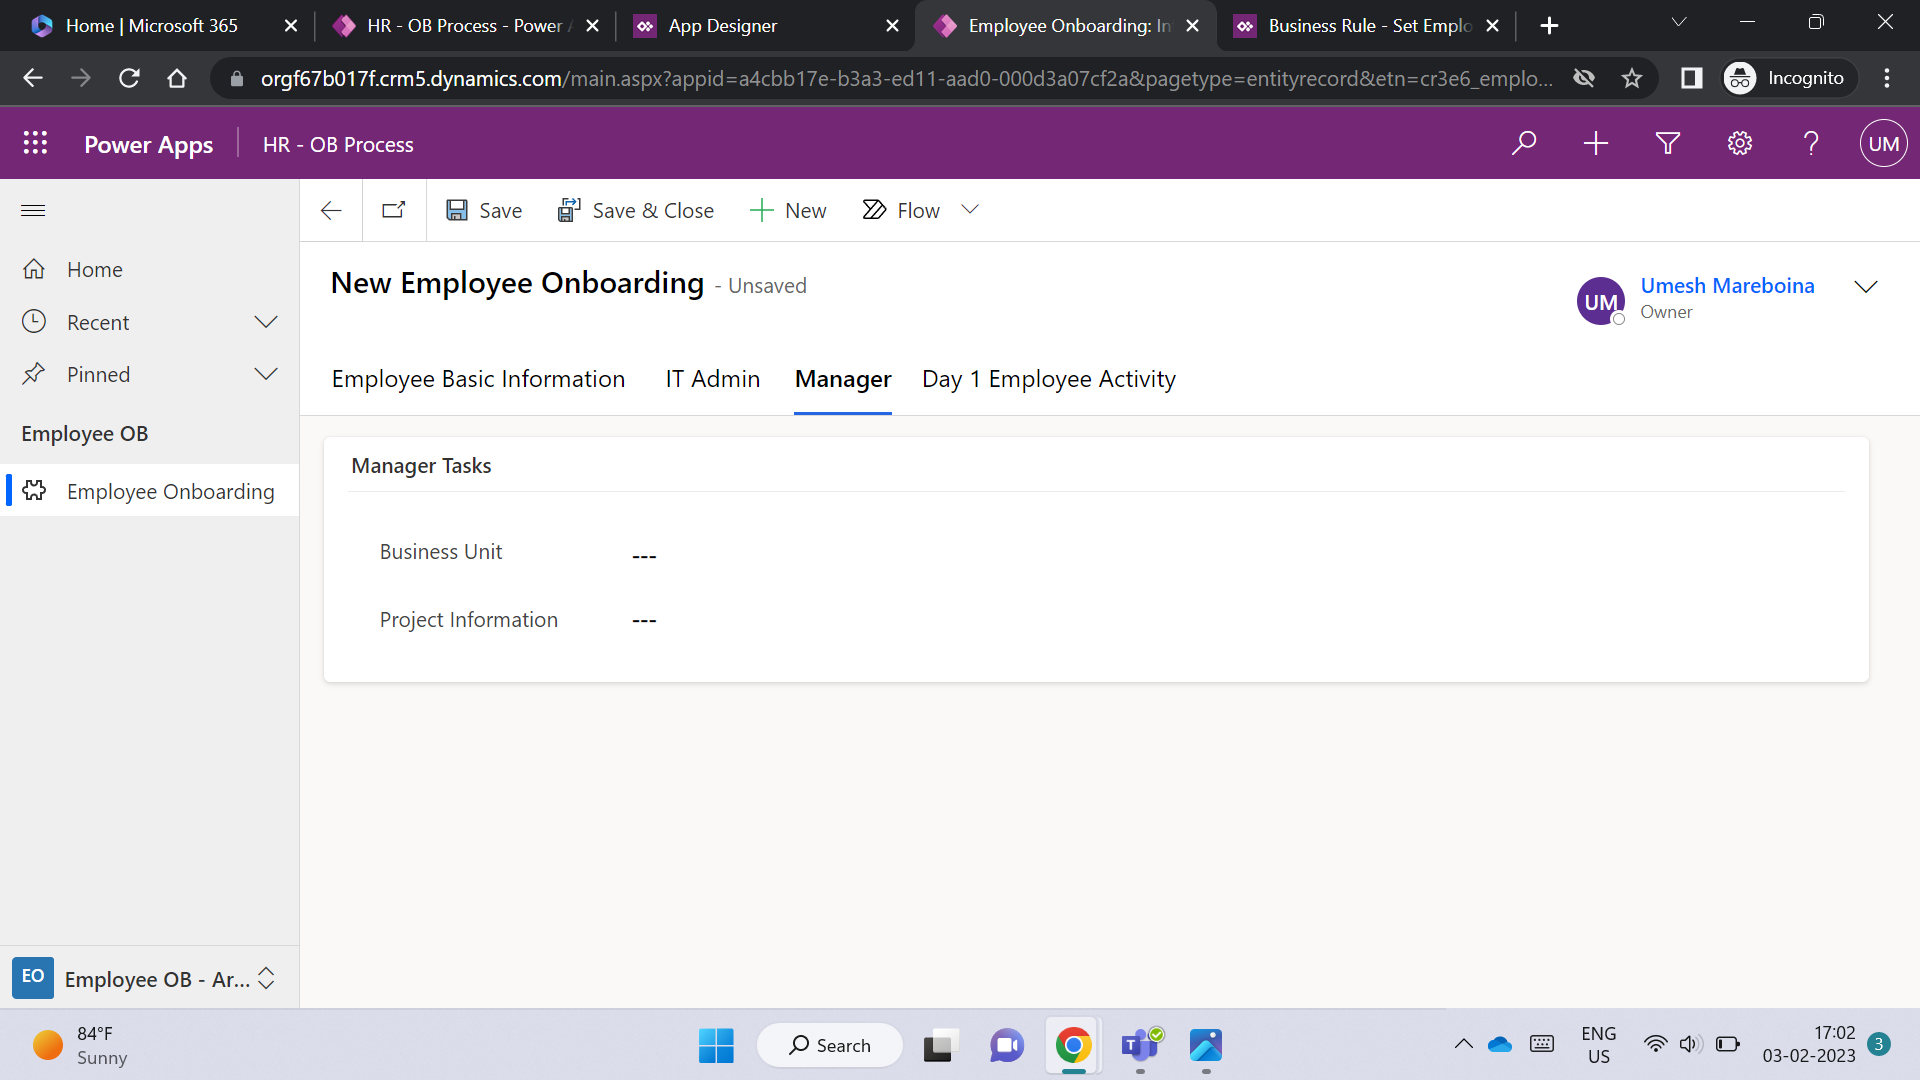 Home | Microsoft 365
HR - OB Process - Power A
App Designer
Employee Onboarding: In
Business Rule - Set Emplo
orgf67b017f.crm5.dynamics.com/main.aspx?appid=a4cbb17e-b3a3-ed11-aad0-000d3a07cf2a&pagetype=entityrecord&etn=cr3e6_emplo...
Incognito
Power Apps
HR - OB Process
UM
Save
Save & Close
New
Flow
Home
Recent
Pinned
Employee OB
Employee Onboarding
New Employee Onboarding - Unsaved
UM
Umesh Mareboina
Owner
Employee Basic Information
IT Admin
Manager
Day 1 Employee Activity
Manager Tasks
Business Unit ---
Project Information ---
EO
Employee OB - Ar...
84°F
Sunny
Search
ENG
US
17:02
03-02-2023
3